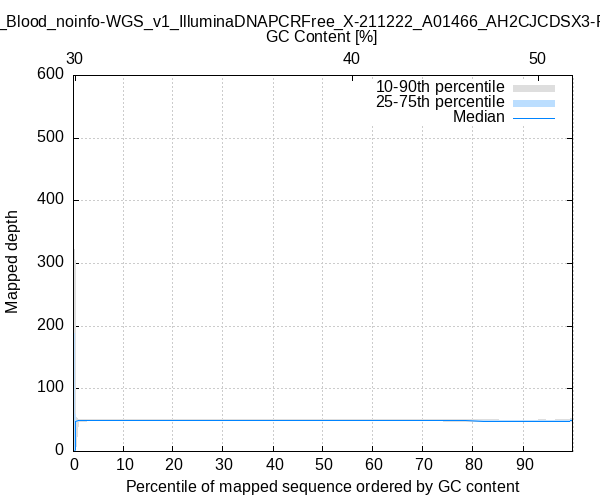 _Blood_noinfo-WGS_v1_IlluminaDNAPCRFree_X-211222_A01466_AH2CJCDSX3-F
GC Content [%]
30 40 50
600
500
400
300
200
100
0
Mapped depth
10-90th percentile
25-75th percentile
Median
0 10 20 30 40 50 60 70 80 90
Percentile of mapped sequence ordered by GC content